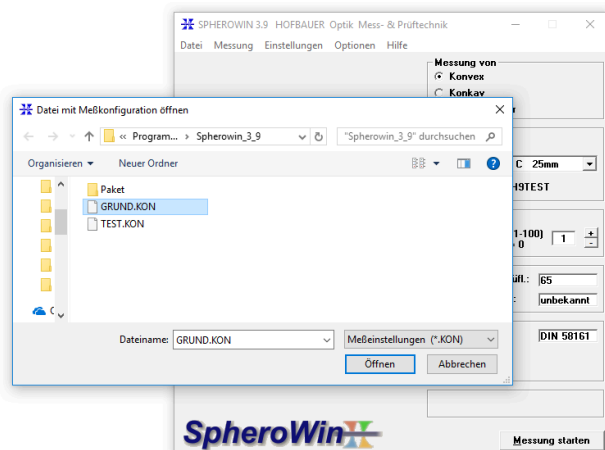 SPHEROWIN 3.9 HOFBAUER Optik Mess- & Prüftechnik
Datei Messung Einstellungen Optionen Hilfe
Messung von
Konvex
Konkav
Datei mit Meßkonfiguration öffnen
« Program... › Spherowin_3_9
"Spherowin_3_9" durchsuchen
Organisieren
Neuer Ordner
Paket
GRUND.KON
TEST.KON
C 25mm
H9TEST
1-100)
0
1
+
-
üfl.:
65
unbekannt
DIN 58161
Dateiname:
GRUND.KON
Meßeinstellungen (*.KON)
Öffnen
Abbrechen
SpheroWin
Messung starten